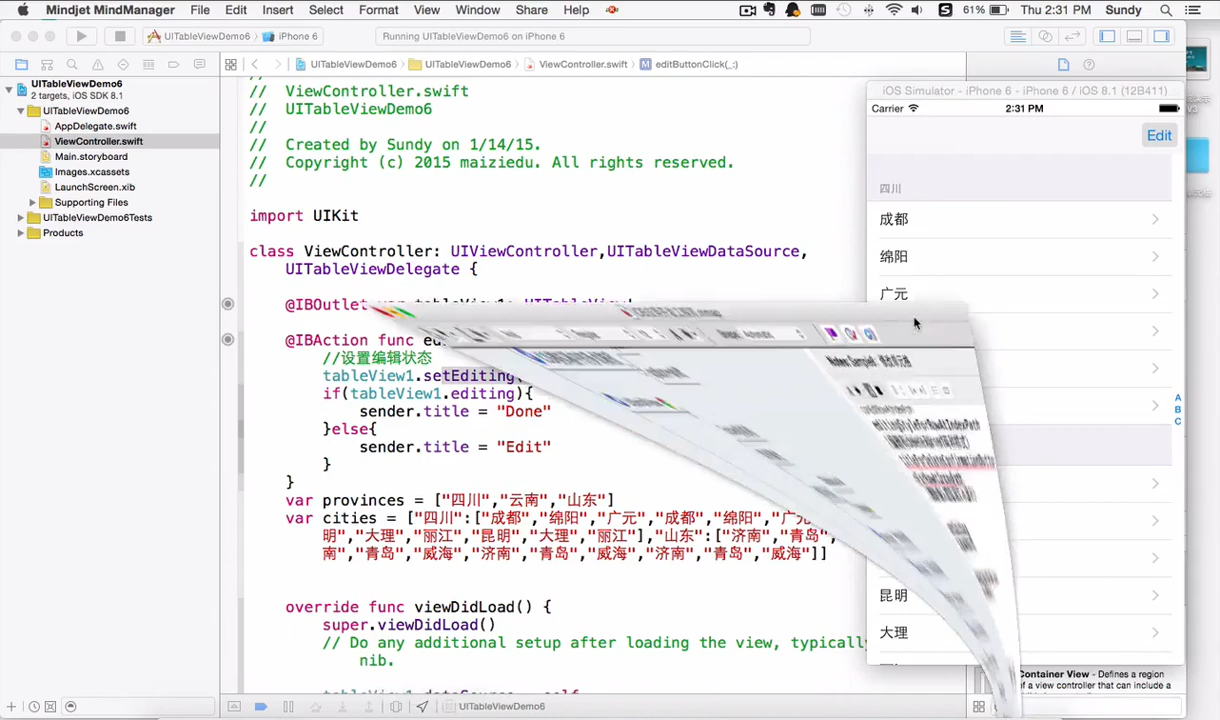 Mindjet MindManager File Edit Insert Select Format View Window Share Help 61% Thu 2:31 PM Sundy
UITableViewDemo6 iPhone 6 Running UITableViewDemo6 on iPhone 6
UITableViewDemo6 UITableViewDemo6 ViewController.swift M editButtonClick(_:)
UITableViewDemo6
2 targets, iOS SDK 8.1
UITableViewDemo6
AppDelegate.swift
ViewController.swift
Main.storyboard
Images.xcassets
LaunchScreen.xib
Supporting Files
UITableViewDemo6Tests
Products
//
// ViewController.swift
// UITableViewDemo6
//
// Created by Sundy on 1/14/15.
// Copyright (c) 2015 maiziedu. All rights reserved.
//
import UIKit
class ViewController: UIViewController,UITableViewDataSource,
UITableViewDelegate {
@IBOutlet var tableView1: UITableView!
@IBAction func
//设置编辑状态
tableView1.setEditing
if(tableView1.editing){
sender.title = "Done"
}else{
sender.title = "Edit"
}
}
var provinces = ["四川","云南","山东"]
var cities = ["四川":["成都","绵阳","广元","成都","绵阳","广元
明","大理","丽江","昆明","大理","丽江"],"山东":["济南","青岛",
南","青岛","威海","济南","青岛","威海","济南","青岛","威海"]]
override func viewDidLoad() {
super.viewDidLoad()
// Do any additional setup after loading the view, typically
nib.
UITableViewDemo6
iOS Simulator - iPhone 6 - iPhone 6 / iOS 8.1 (12B411)
Carrier 2:31 PM
Edit
四川
成都
绵阳
广元
A
B
C
昆明
大理
Container View - Defines a region
of a view controller that can include a